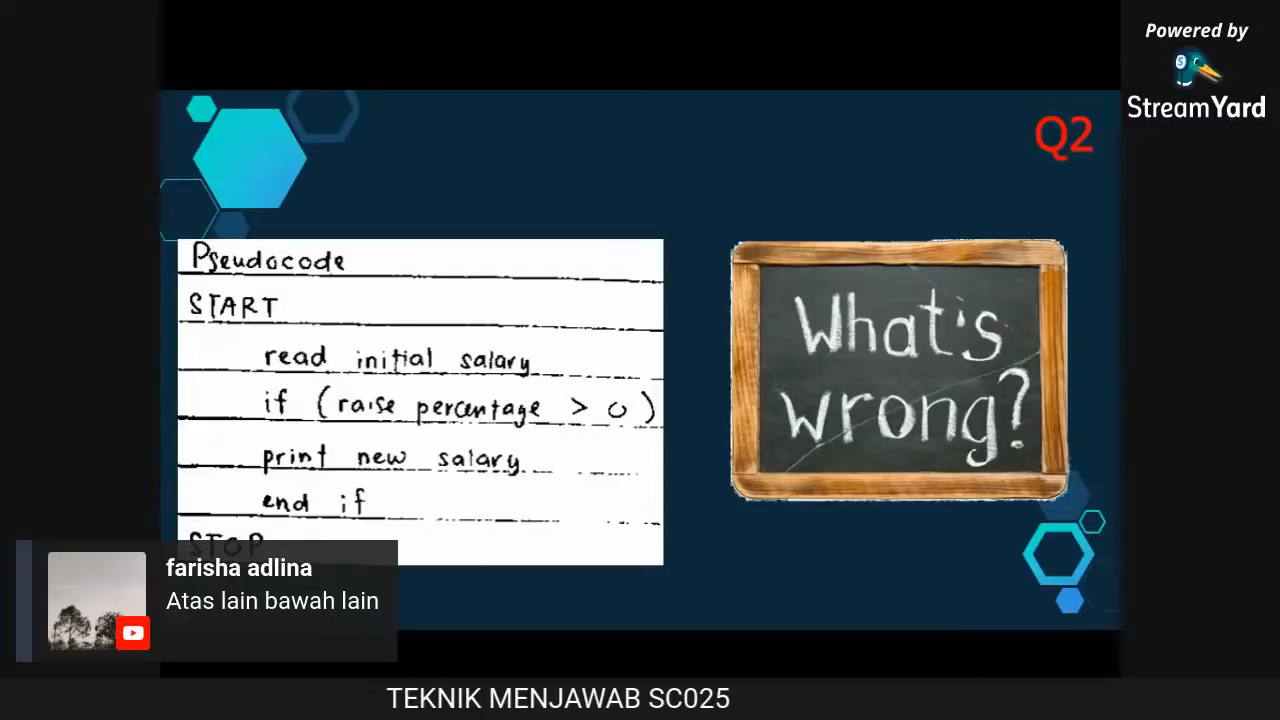 Powered by
StreamYard
Q2
Pseudocode
START
read initial salary
if (raise percentage > 0)
print new salary
end if
STOP
What's
wrong?
farisha adlina
Atas lain bawah lain
TEKNIK MENJAWAB SC025